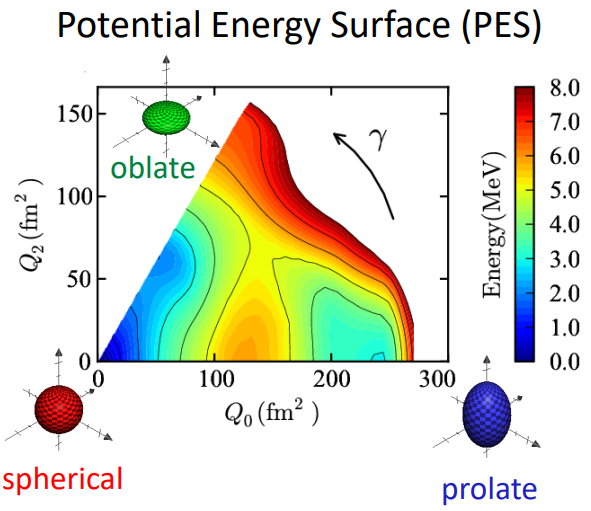 Potential Energy Surface (PES)
oblate
γ
150
100
50
0
Q₂ (fm²)
0
100
200
300
Q₀ (fm²)
8.0
7.0
6.0
5.0
4.0
3.0
2.0
1.0
0.0
Energy(MeV)
spherical
prolate